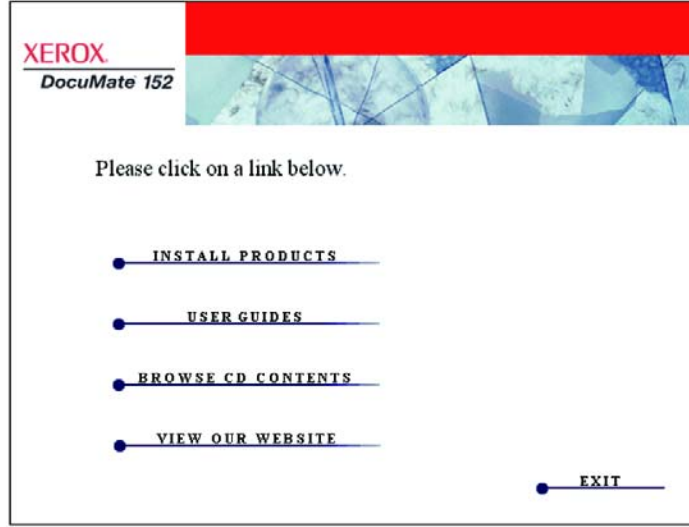 XEROX.
DocuMate 152
Please click on a link below.
INSTALL PRODUCTS
USER GUIDES
BROWSE CD CONTENTS
VIEW OUR WEBSITE
EXIT